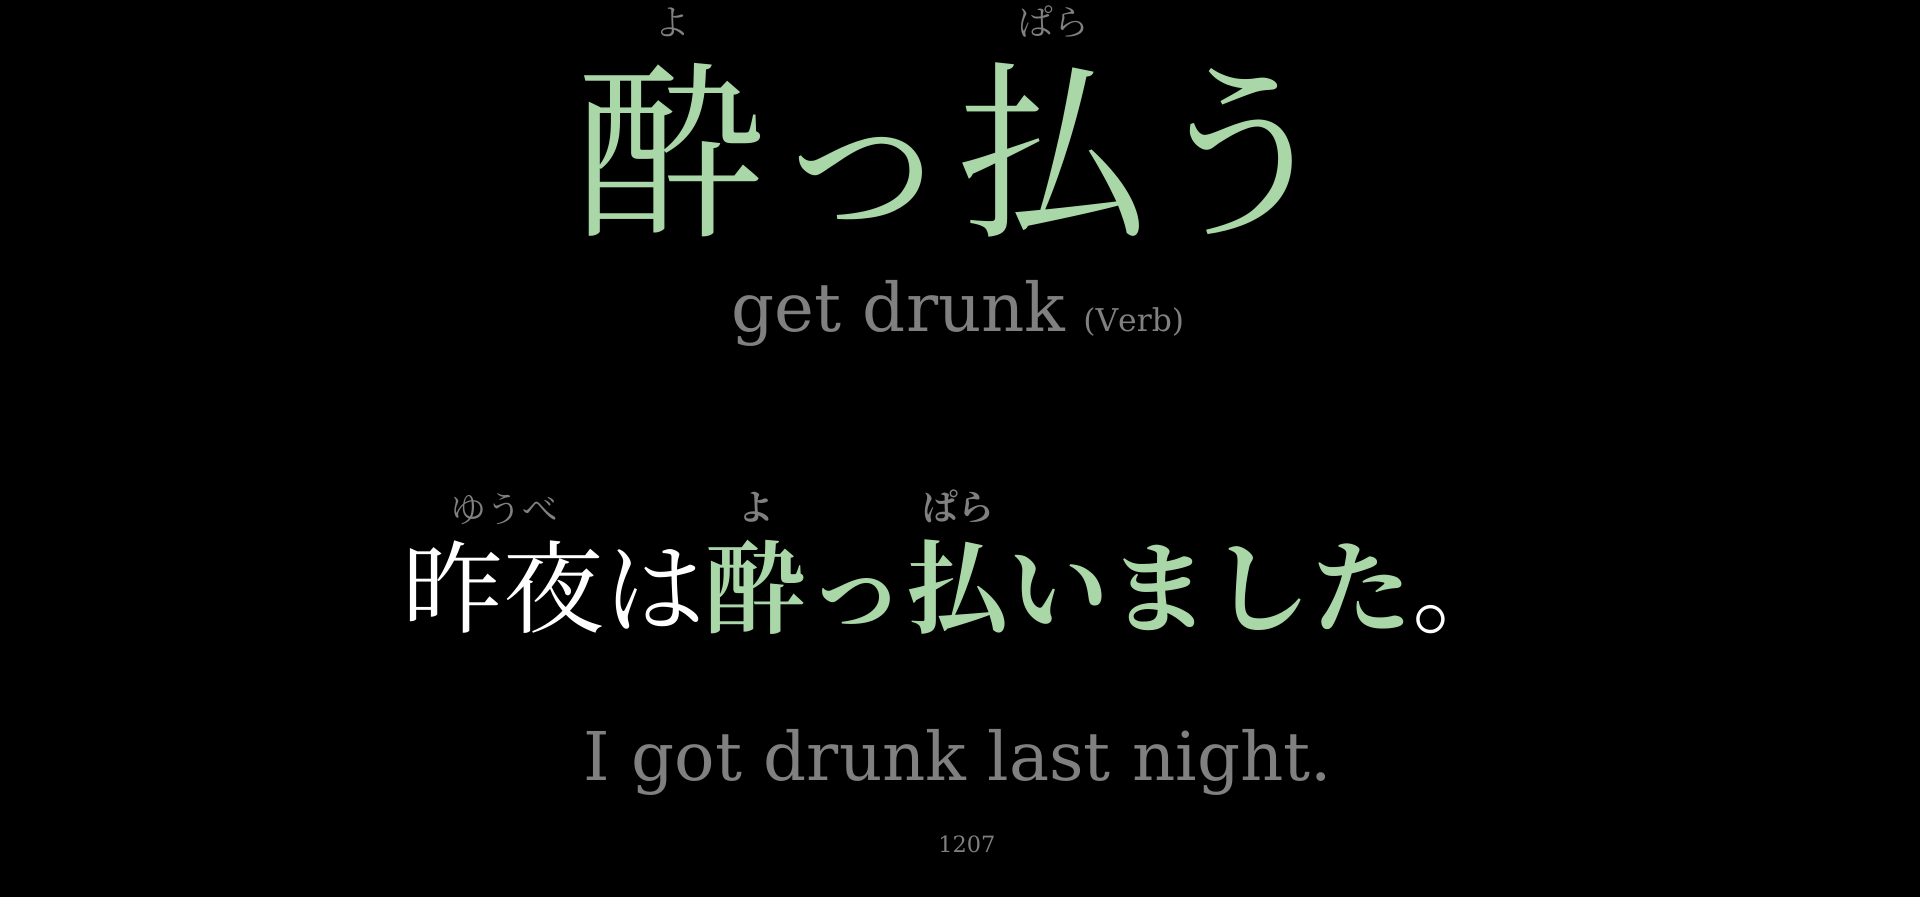 よ ぱら
酔っ払う
get drunk (Verb)
ゆうべ よ ぱら
昨夜は酔っ払いました。
I got drunk last night.
1207